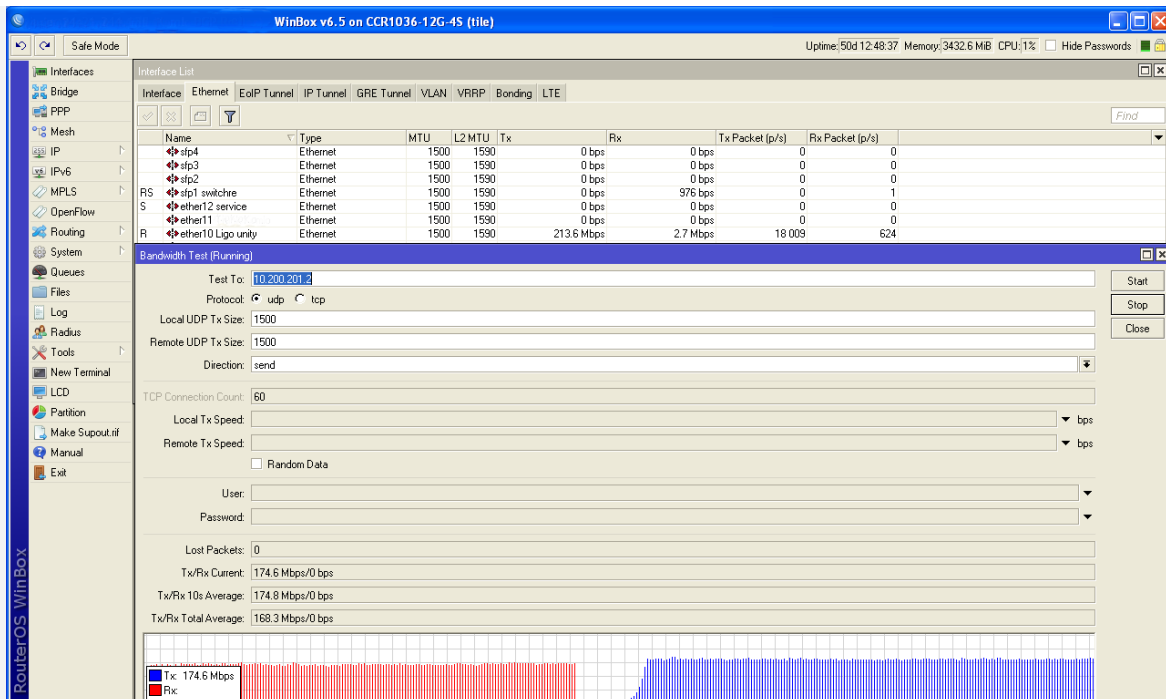 WinBox v6.5 on CCR1036-12G-4S (tile)
Safe Mode
Uptime: 50d 12:48:37 Memory: 3432.6 MiB CPU: 1% Hide Passwords
Interfaces
Bridge
PPP
Mesh
IP
IPv6
MPLS
OpenFlow
Routing
System
Queues
Files
Log
Radius
Tools
New Terminal
LCD
Partition
Make Supout.rif
Manual
Exit
RouterOS WinBox
Interface List
Interface Ethernet EoIP Tunnel IP Tunnel GRE Tunnel VLAN VRRP Bonding LTE
Find
Name Type MTU L2 MTU Tx Rx Tx Packet (p/s) Rx Packet (p/s)
sfp4 Ethernet 1500 1590 0 bps 0 bps 0 0
sfp3 Ethernet 1500 1590 0 bps 0 bps 0 0
sfp2 Ethernet 1500 1590 0 bps 0 bps 0 0
RS sfp1 switchre Ethernet 1500 1590 0 bps 976 bps 0 1
S ether12 service Ethernet 1500 1590 0 bps 0 bps 0 0
ether11 Ethernet 1500 1590 0 bps 0 bps 0 0
R ether10 Ligo unity Ethernet 1500 1590 213.6 Mbps 2.7 Mbps 18 009 624
Bandwidth Test (Running)
Test To: 10.200.201.2
Protocol: udp tcp
Local UDP Tx Size: 1500
Remote UDP Tx Size: 1500
Direction: send
TCP Connection Count: 60
Local Tx Speed: bps
Remote Tx Speed: bps
Random Data
User:
Password:
Lost Packets: 0
Tx/Rx Current: 174.6 Mbps/0 bps
Tx/Rx 10s Average: 174.8 Mbps/0 bps
Tx/Rx Total Average: 168.3 Mbps/0 bps
Tx: 174.6 Mbps
Rx:
Start
Stop
Close